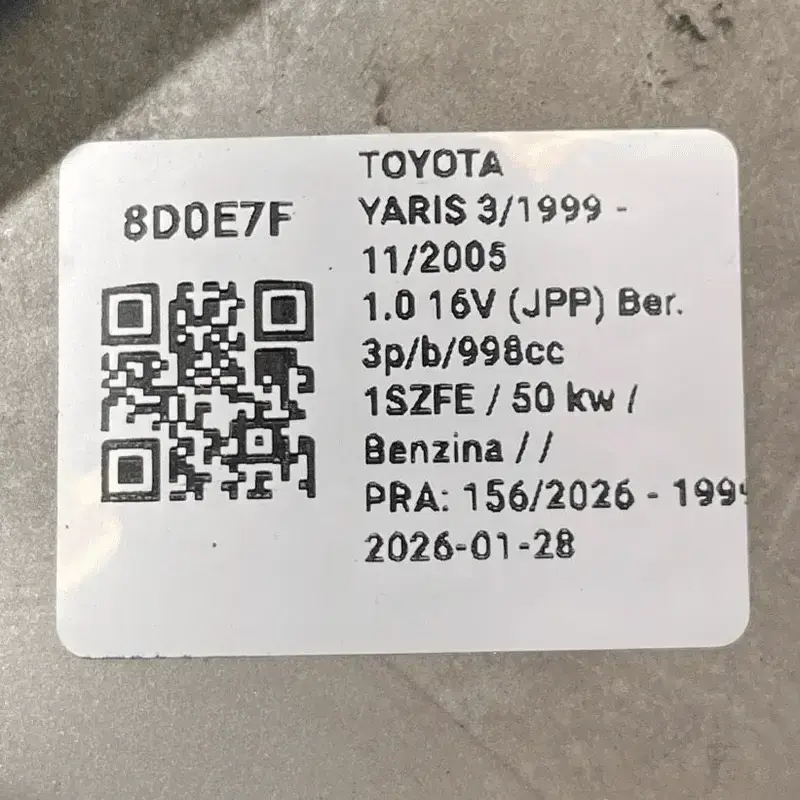 8D0E7F
TOYOTA
YARIS 3/1999 -
11/2005
1.0 16V (JPP) Ber.
3p/b/998cc
1SZFE / 50 kw /
Benzina / /
PRA: 156/2026 - 199
2026-01-28